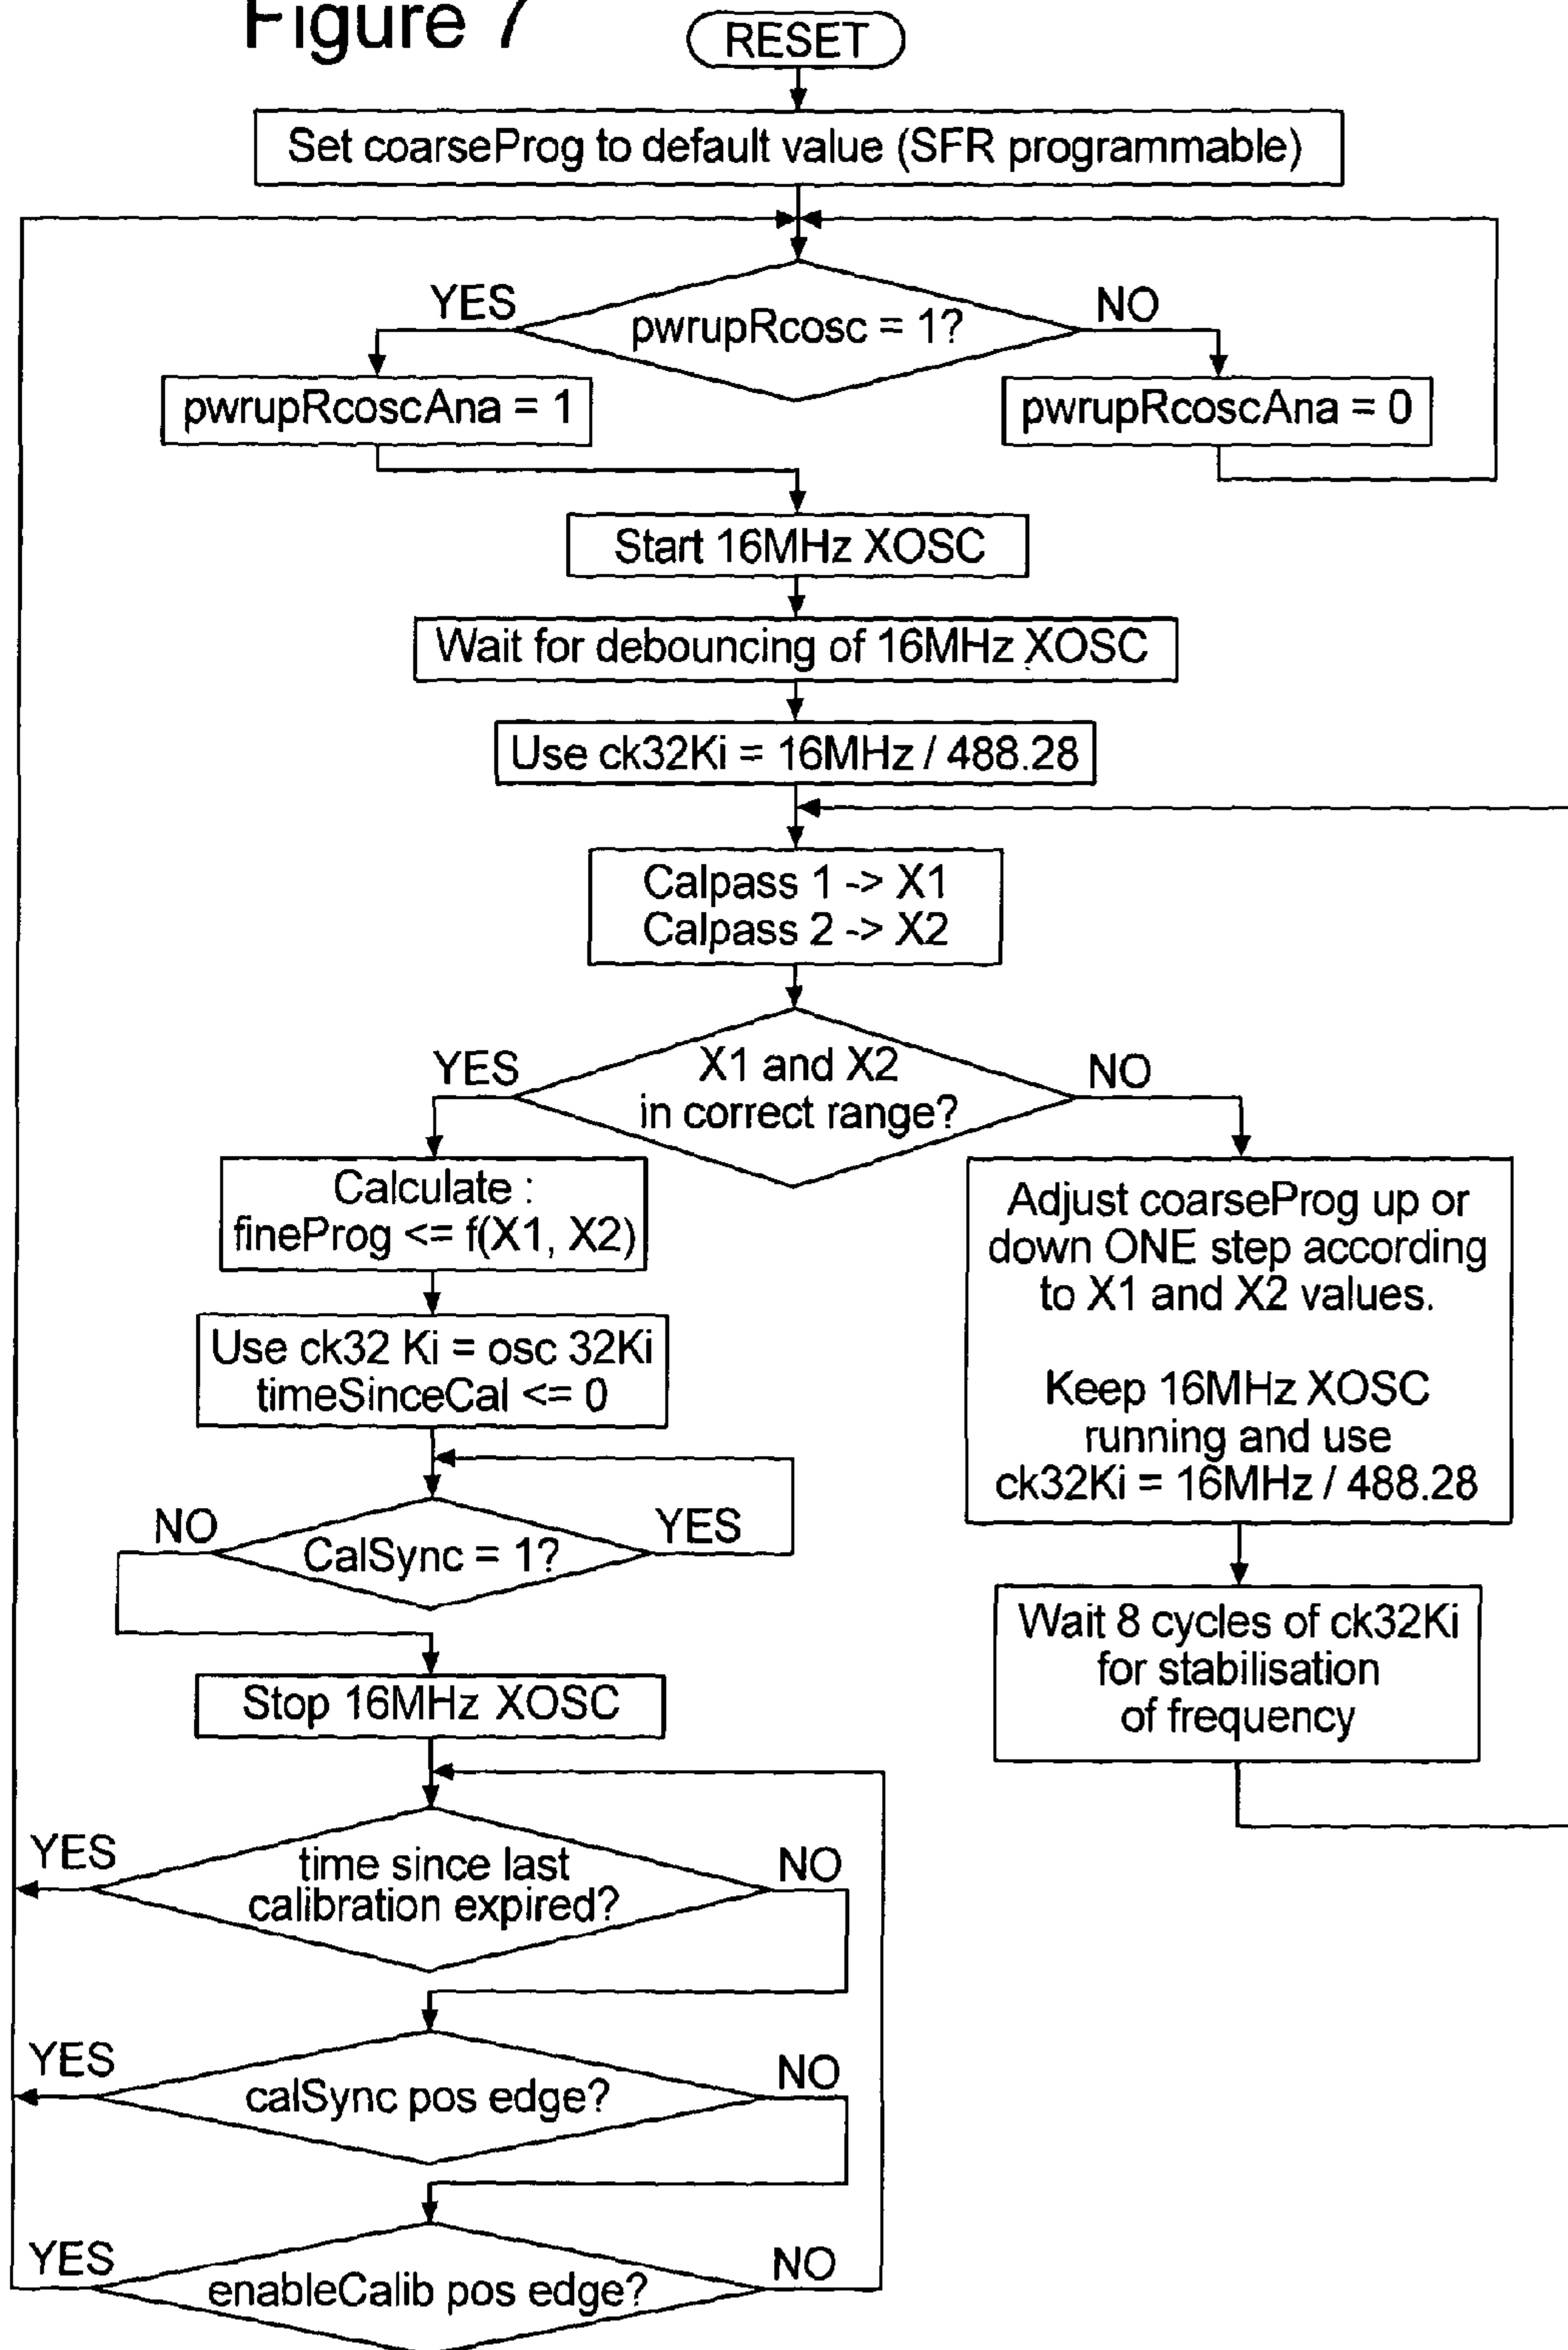 Figure 7
RESET
Set coarseProg to default value (SFR programmable)
YES
pwrupRcosc = 1?
NO
pwrupRcoscAna = 1
pwrupRcoscAna = 0
Start 16MHz XOSC
Wait for debouncing of 16MHz XOSC
Use ck32Ki = 16MHz / 488.28
Calpass 1 -> X1
Calpass 2 -> X2
YES
X1 and X2
in correct range?
NO
Calculate :
fineProg <= f(X1, X2)
Use ck32 Ki = osc 32Ki
timeSinceCal <= 0
Adjust coarseProg up or
down ONE step according
to X1 and X2 values.
Keep 16MHz XOSC
running and use
ck32Ki = 16MHz / 488.28
NO
CalSync = 1?
YES
Wait 8 cycles of ck32Ki
for stabilisation
of frequency
Stop 16MHz XOSC
YES
time since last
calibration expired?
NO
YES
calSync pos edge?
NO
YES
enableCalib pos edge?
NO